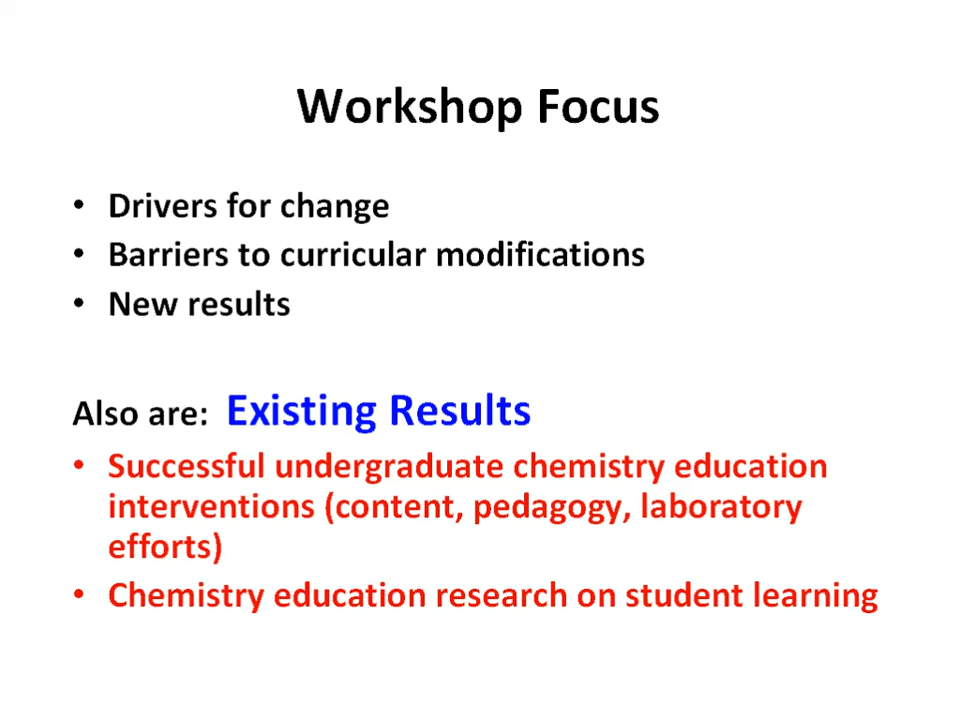 Workshop Focus
• Drivers for change
• Barriers to curricular modifications
• New results
Also are: Existing Results
• Successful undergraduate chemistry education
interventions (content, pedagogy, laboratory
efforts)
• Chemistry education research on student learning